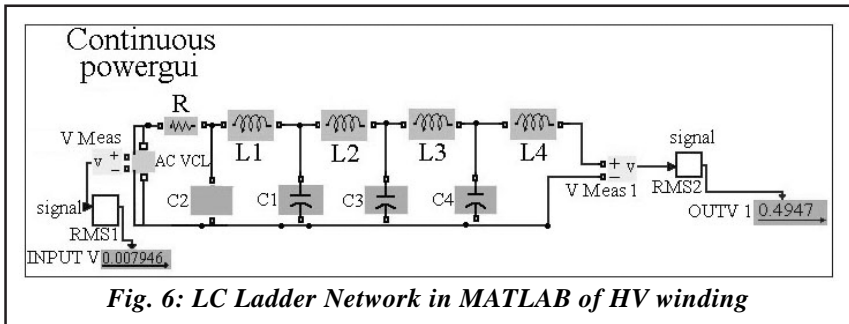 Continuous
powergui
R
V Meas
AC VCL
L1
L2
L3
L4
signal
RMS1
INPUT V 0.007946
C2
C1
C3
C4
V Meas 1
signal
RMS2
OUTV 1 0.4947
v + -
+ - v
Fig. 6: LC Ladder Network in MATLAB of HV winding